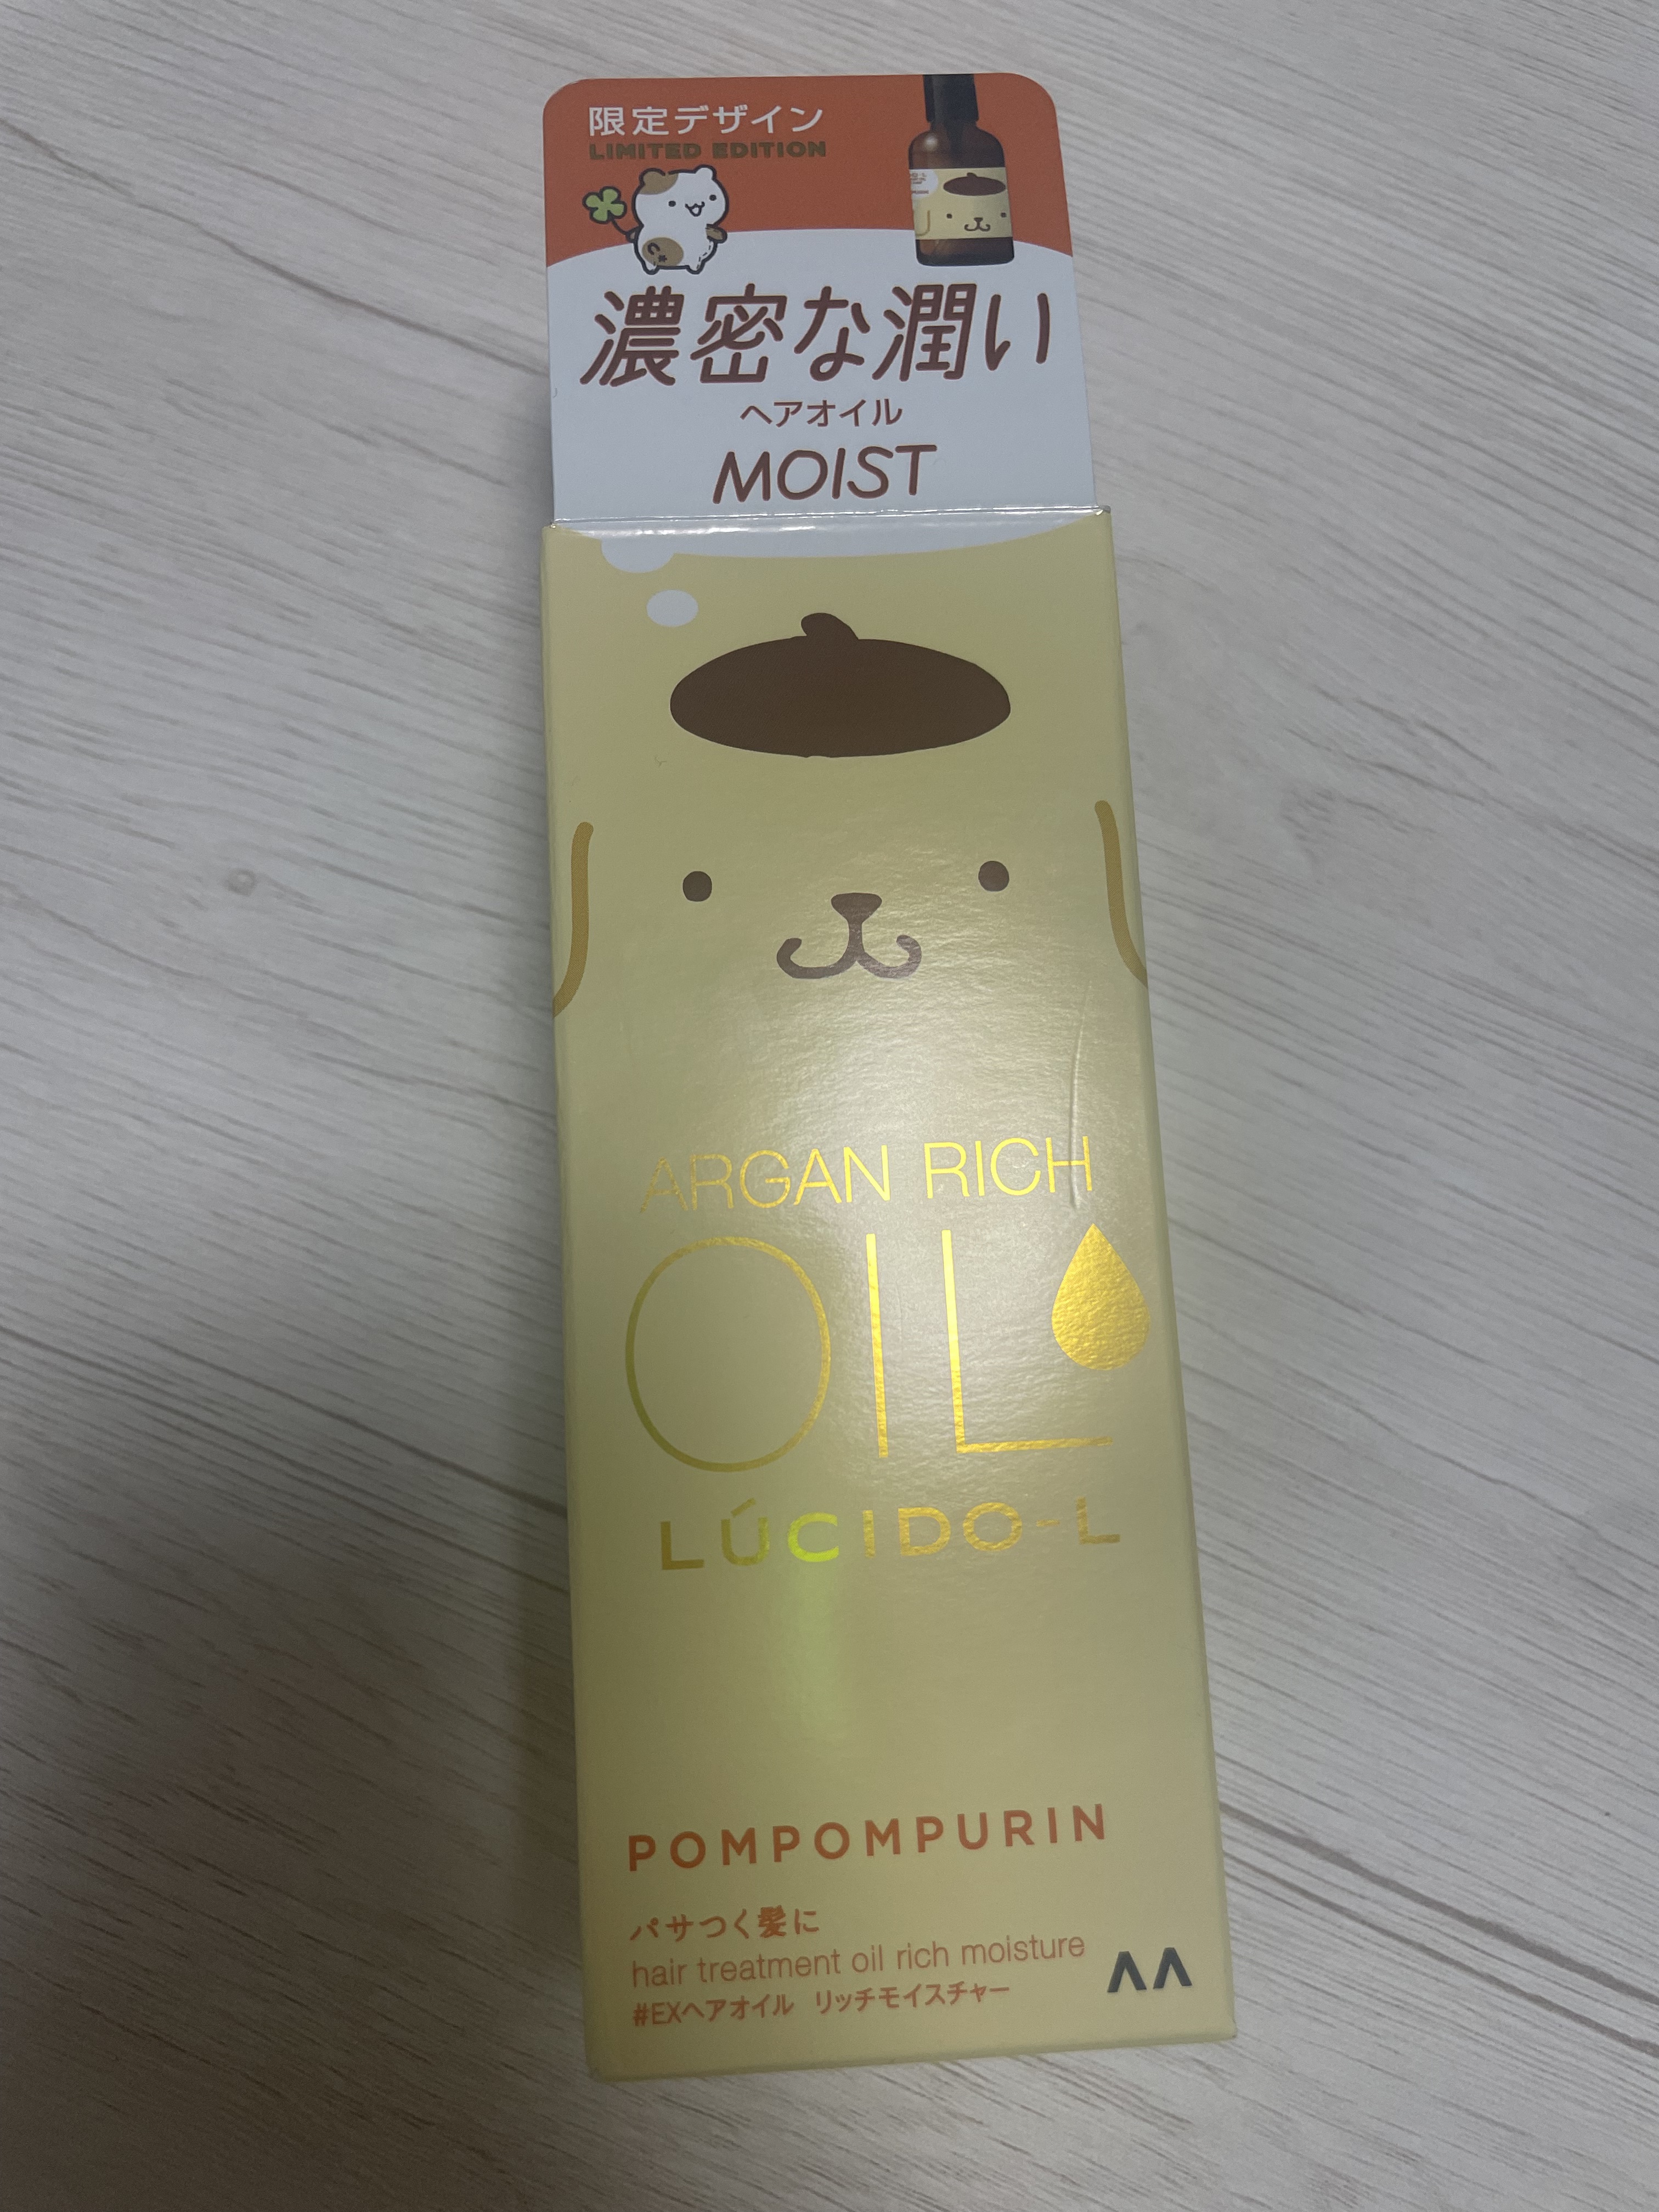 限定デザイン
LIMITED EDITION
濃密な潤い
ヘアオイル
MOIST
ARGAN RICH
OIL
LÚCIDO-L
POMPOMPURIN
パサつく髪に
hair treatment oil rich moisture
#EXヘアオイル リッチモイスチャー